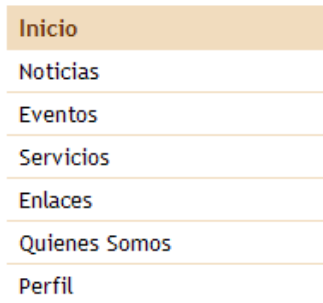 Inicio
Noticias
Eventos
Servicios
Enlaces
Quienes Somos
Perfil